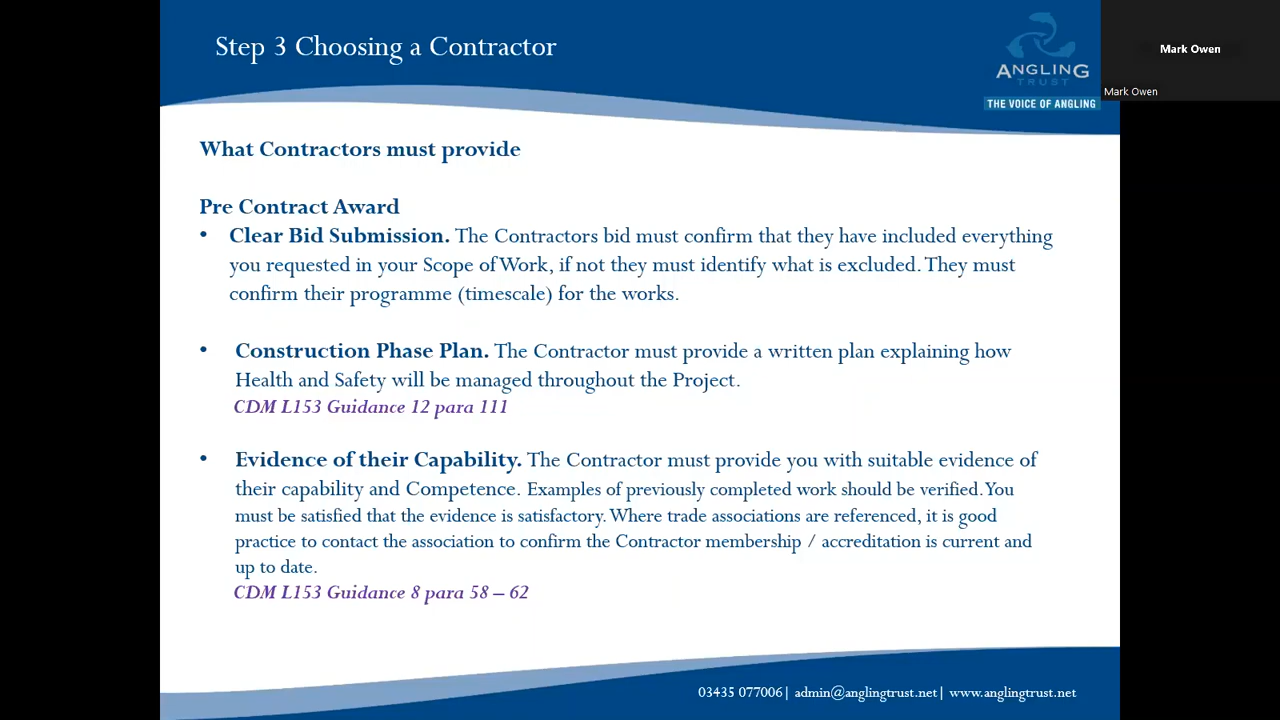 Step 3 Choosing a Contractor
ANGLING
TRUST
THE VOICE OF ANGLING
Mark Owen
Mark Owen
What Contractors must provide
Pre Contract Award
• Clear Bid Submission. The Contractors bid must confirm that they have included everything
you requested in your Scope of Work, if not they must identify what is excluded. They must
confirm their programme (timescale) for the works.
• Construction Phase Plan. The Contractor must provide a written plan explaining how
Health and Safety will be managed throughout the Project.
CDM L153 Guidance 12 para 111
• Evidence of their Capability. The Contractor must provide you with suitable evidence of
their capability and Competence. Examples of previously completed work should be verified. You
must be satisfied that the evidence is satisfactory. Where trade associations are referenced, it is good
practice to contact the association to confirm the Contractor membership / accreditation is current and
up to date.
CDM L153 Guidance 8 para 58 – 62
03435 077006| admin@anglingtrust.net| www.anglingtrust.net